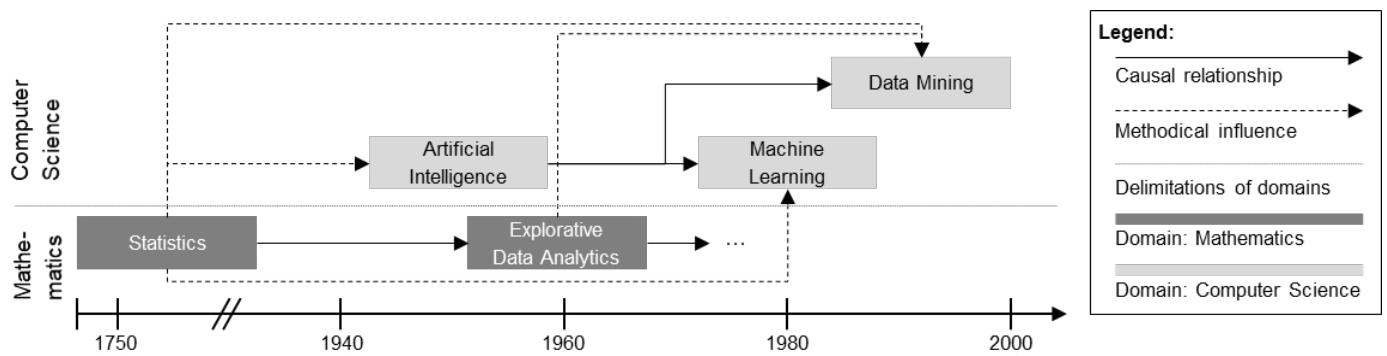 Computer
Science
Data Mining
Artificial
Intelligence
Machine
Learning
Mathe-
matics
Statistics
Explorative
Data Analytics
...
1750
1940
1960
1980
2000
Legend:
Causal relationship
Methodical influence
Delimitations of domains
Domain: Mathematics
Domain: Computer Science